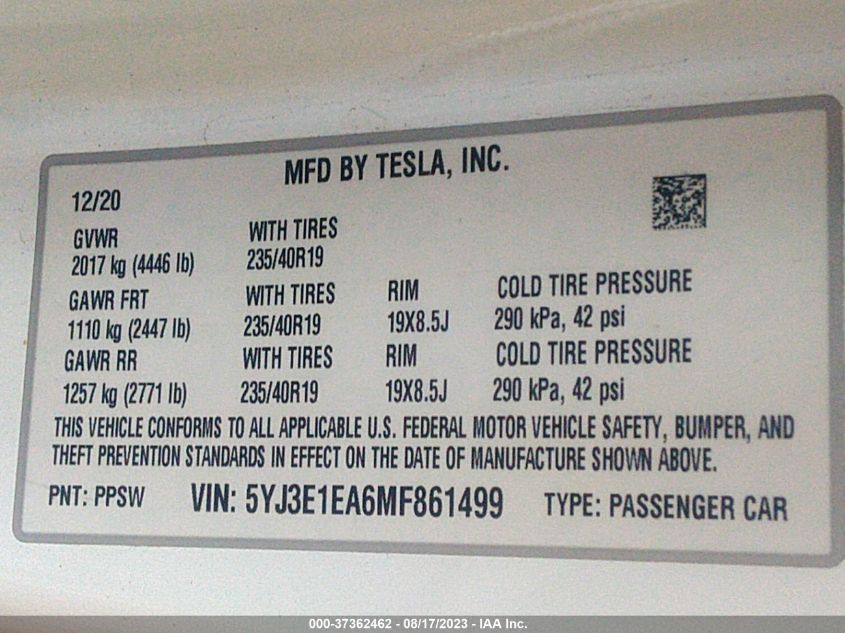 MFD BY TESLA, INC.
12/20
GVWR WITH TIRES
2017 kg (4446 lb) 235/40R19
GAWR FRT WITH TIRES RIM COLD TIRE PRESSURE
1110 kg (2447 lb) 235/40R19 19X8.5J 290 kPa, 42 psi
GAWR RR WITH TIRES RIM COLD TIRE PRESSURE
1257 kg (2771 lb) 235/40R19 19X8.5J 290 kPa, 42 psi
THIS VEHICLE CONFORMS TO ALL APPLICABLE U.S. FEDERAL MOTOR VEHICLE SAFETY, BUMPER, AND
THEFT PREVENTION STANDARDS IN EFFECT ON THE DATE OF MANUFACTURE SHOWN ABOVE.
PNT: PPSW VIN: 5YJ3E1EA6MF861499 TYPE: PASSENGER CAR
000-37362462 - 08/17/2023 - IAA Inc.